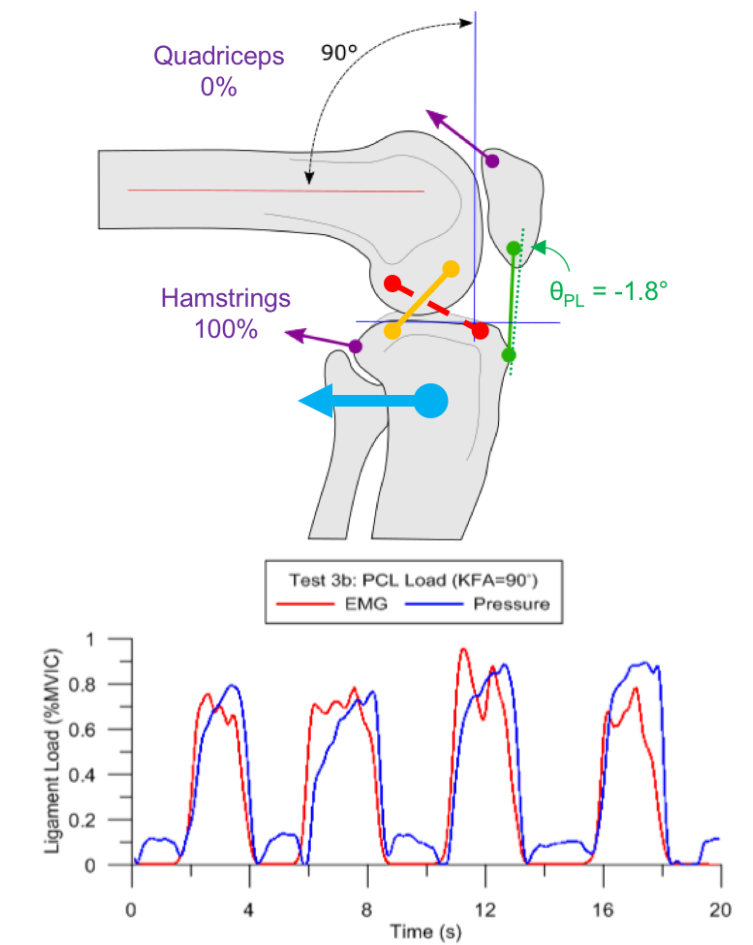 Quadriceps
0%
90°
Hamstrings
100%
θPL = -1.8°
Test 3b: PCL Load (KFA=90°)
EMG Pressure
Ligament Load (%MVIC)
1
0.8
0.6
0.4
0.2
0
0 4 8 12 16 20
Time (s)